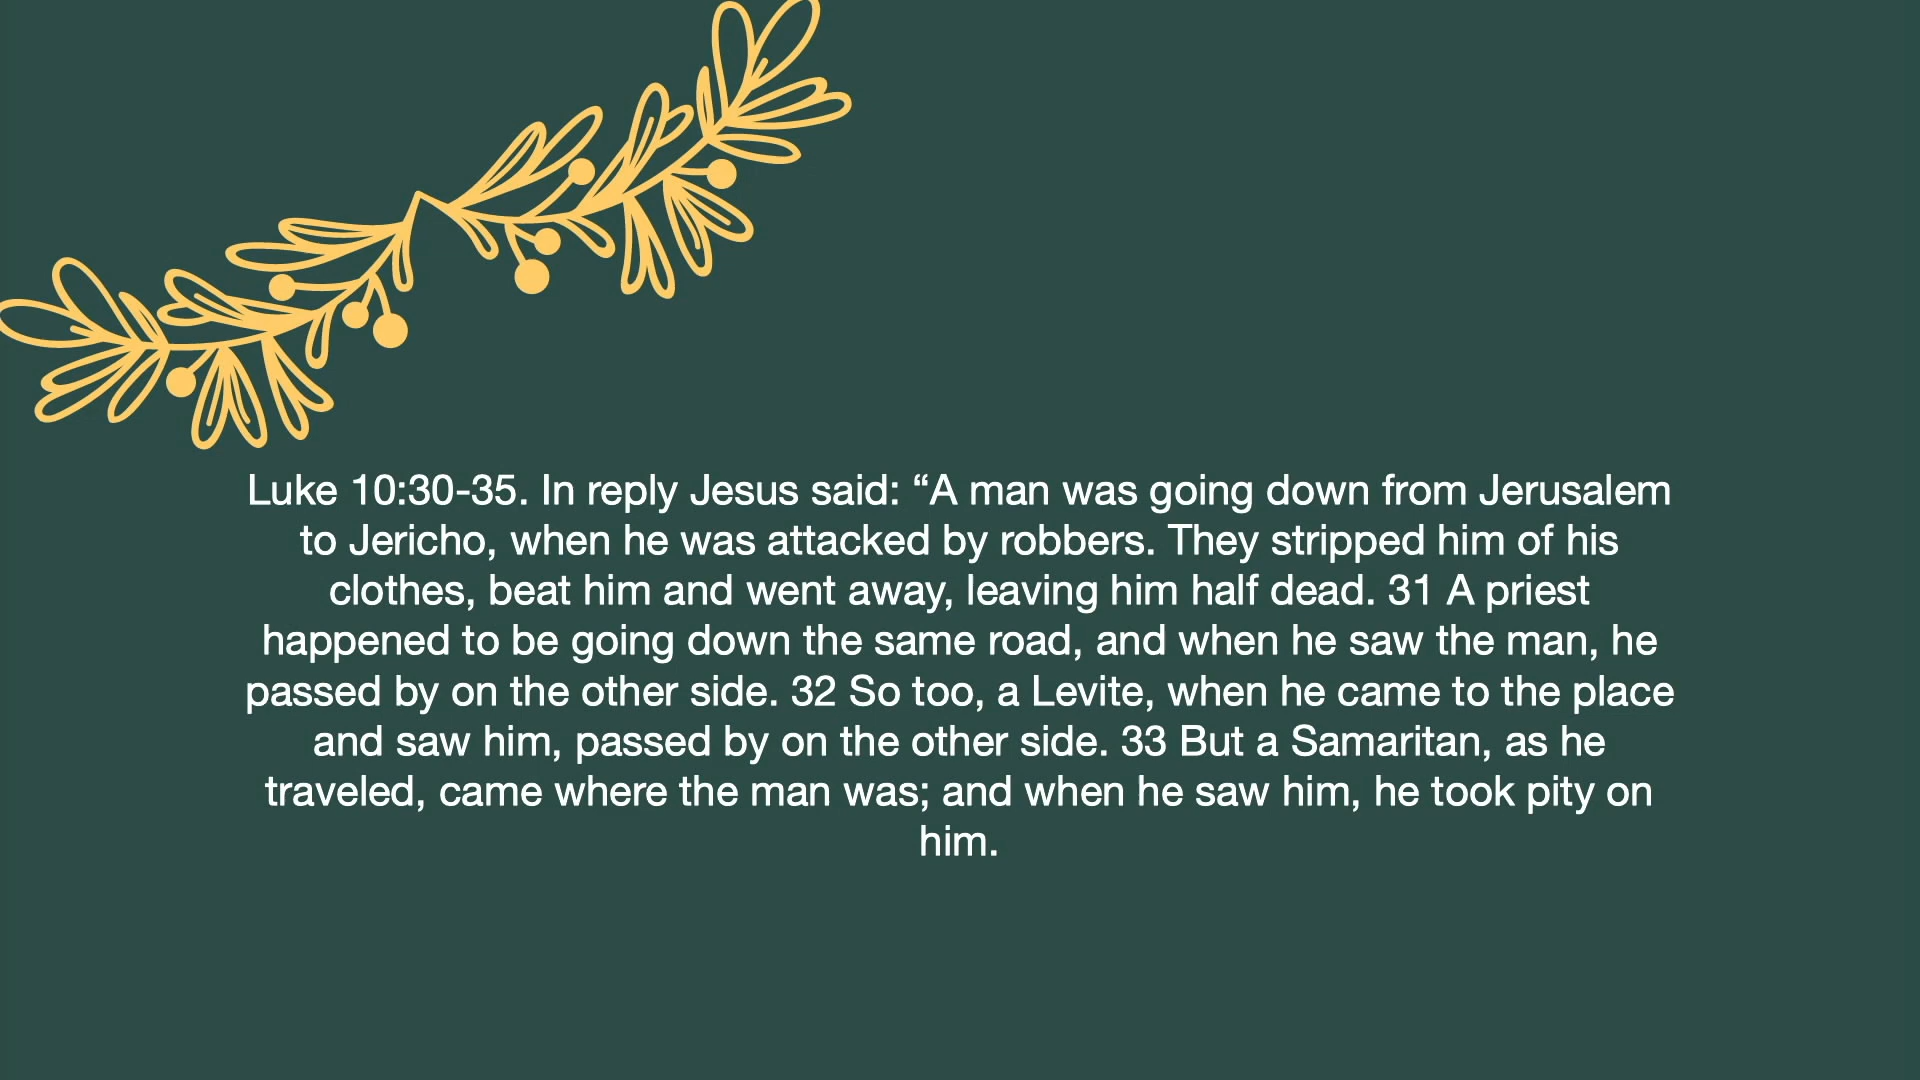 Luke 10:30-35. In reply Jesus said: “A man was going down from Jerusalem
to Jericho, when he was attacked by robbers. They stripped him of his
clothes, beat him and went away, leaving him half dead. 31 A priest
happened to be going down the same road, and when he saw the man, he
passed by on the other side. 32 So too, a Levite, when he came to the place
and saw him, passed by on the other side. 33 But a Samaritan, as he
traveled, came where the man was; and when he saw him, he took pity on
him.